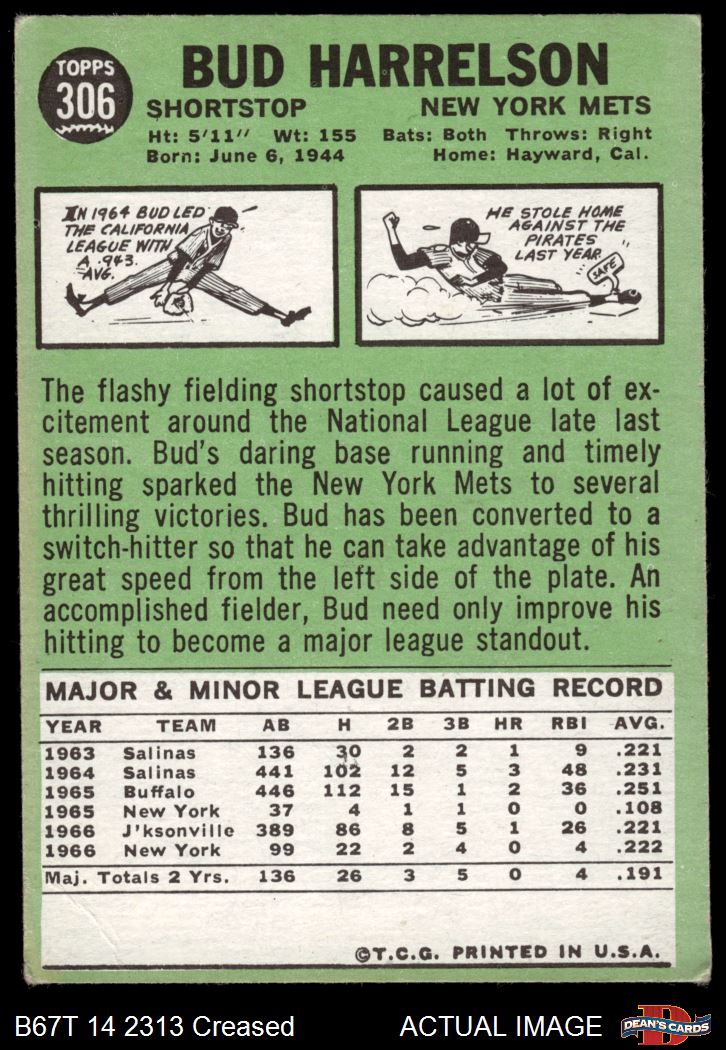 TOPPS
306
BUD HARRELSON
SHORTSTOP NEW YORK METS
Ht: 5'11" Wt: 155 Bats: Both Throws: Right
Born: June 6, 1944 Home: Hayward, Cal.
IN 1964 BUD LED
THE CALIFORNIA
LEAGUE WITH
A .943
AVG.
HE STOLE HOME
AGAINST THE
PIRATES
LAST YEAR
SAFE
The flashy fielding shortstop caused a lot of ex-
citement around the National League late last
season. Bud's daring base running and timely
hitting sparked the New York Mets to several
thrilling victories. Bud has been converted to a
switch-hitter so that he can take advantage of his
great speed from the left side of the plate. An
accomplished fielder, Bud need only improve his
hitting to become a major league standout.
MAJOR & MINOR LEAGUE BATTING RECORD
YEAR TEAM AB H 2B 3B HR RBI AVG.
1963 Salinas 136 30 2 2 1 9 .221
1964 Salinas 441 102 12 5 3 48 .231
1965 Buffalo 446 112 15 1 2 36 .251
1965 New York 37 4 1 1 0 0 .108
1966 J'ksonville 389 86 8 5 1 26 .221
1966 New York 99 22 2 4 0 4 .222
Maj. Totals 2 Yrs. 136 26 3 5 0 4 .191
©T.C.G. PRINTED IN U.S.A.
B67T 14 2313 Creased ACTUAL IMAGE
D
DEAN'S CARDS